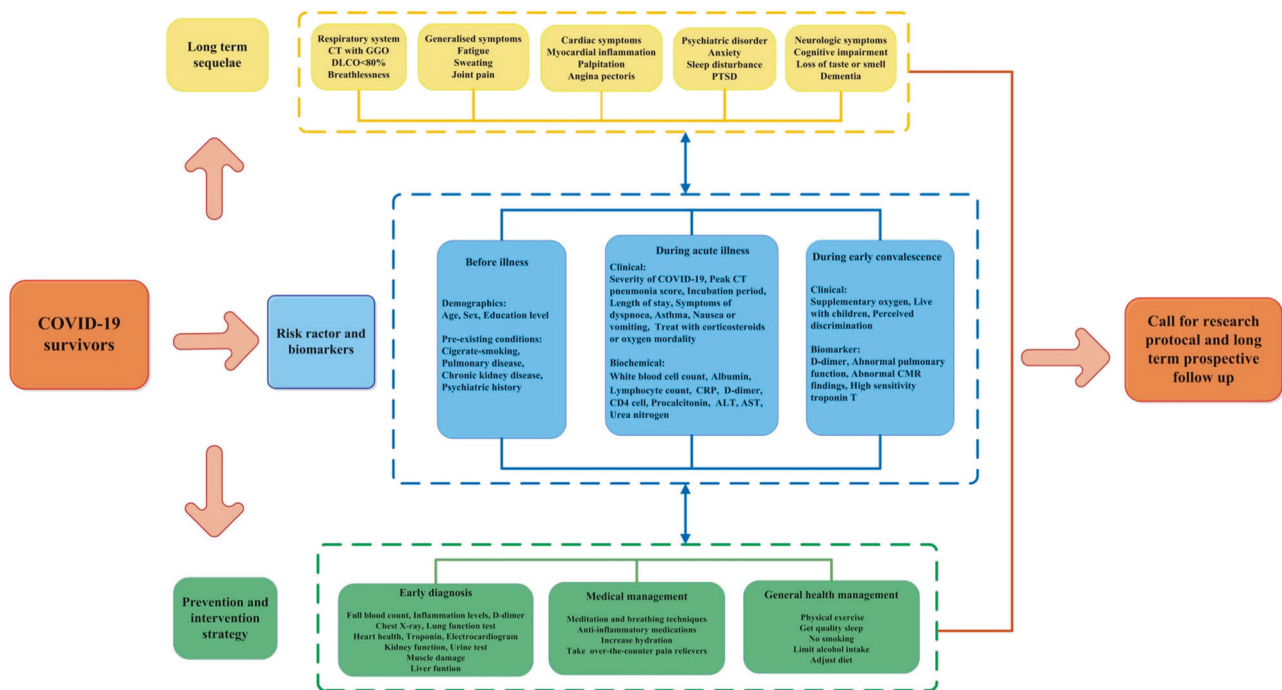 Long term
sequelae
Respiratory system
CT with GGO
DLCO<80%
Breathlessness
Generalised symptoms
Fatigue
Sweating
Joint pain
Cardiac symptoms
Myocardial inflammation
Palpitation
Angina pectoris
Psychiatric disorder
Anxiety
Sleep disturbance
PTSD
Neurologic symptoms
Cognitive impairment
Loss of taste or smell
Dementia
COVID-19
survivors
Risk ractor and
biomarkers
Before illness
Demographics:
Age, Sex, Education level
Pre-existing conditions:
Cigerate-smoking,
Pulmonary disease,
Chronic kidney disease,
Psychiatric history
During acute illness
Clinical:
Severity of COVID-19, Peak CT
pneumonia score, Incubation period,
Length of stay, Symptoms of
dyspnoea, Asthma, Nausea or
vomiting, Treat with corticosteroids
or oxygen mordality
Biochemical:
White blood cell count, Albumin,
Lymphocyte count, CRP, D-dimer,
CD4 cell, Procalcitonin, ALT, AST,
Urea nitrogen
During early convalescence
Clinical:
Supplementary oxygen, Live
with children, Perceived
discrimination
Biomarker:
D-dimer, Abnormal pulmonary
function, Abnormal CMR
findings, High sensitivity
troponin T
Call for research
protocal and long
term prospective
follow up
Prevention and
intervention
strategy
Early diagnosis
Full blood count, Inflammation levels, D-dimer
Chest X-ray, Lung function test
Heart health, Troponin, Electrocardiogram
Kidney function, Urine test
Muscle damage
Liver funtion
Medical management
Meditation and breathing techniques
Anti-inflammatory medications
Increase hydration
Take over-the-counter pain relievers
General health management
Physical exercise
Get quality sleep
No smoking
Limit alcohol intake
Adjust diet